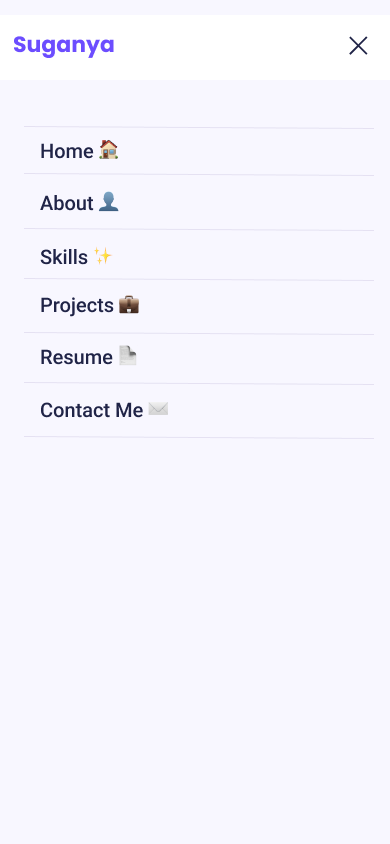 Suganya
Home 🏠
About 👤
Skills ✨
Projects 💼
Resume 📄
Contact Me ✉️